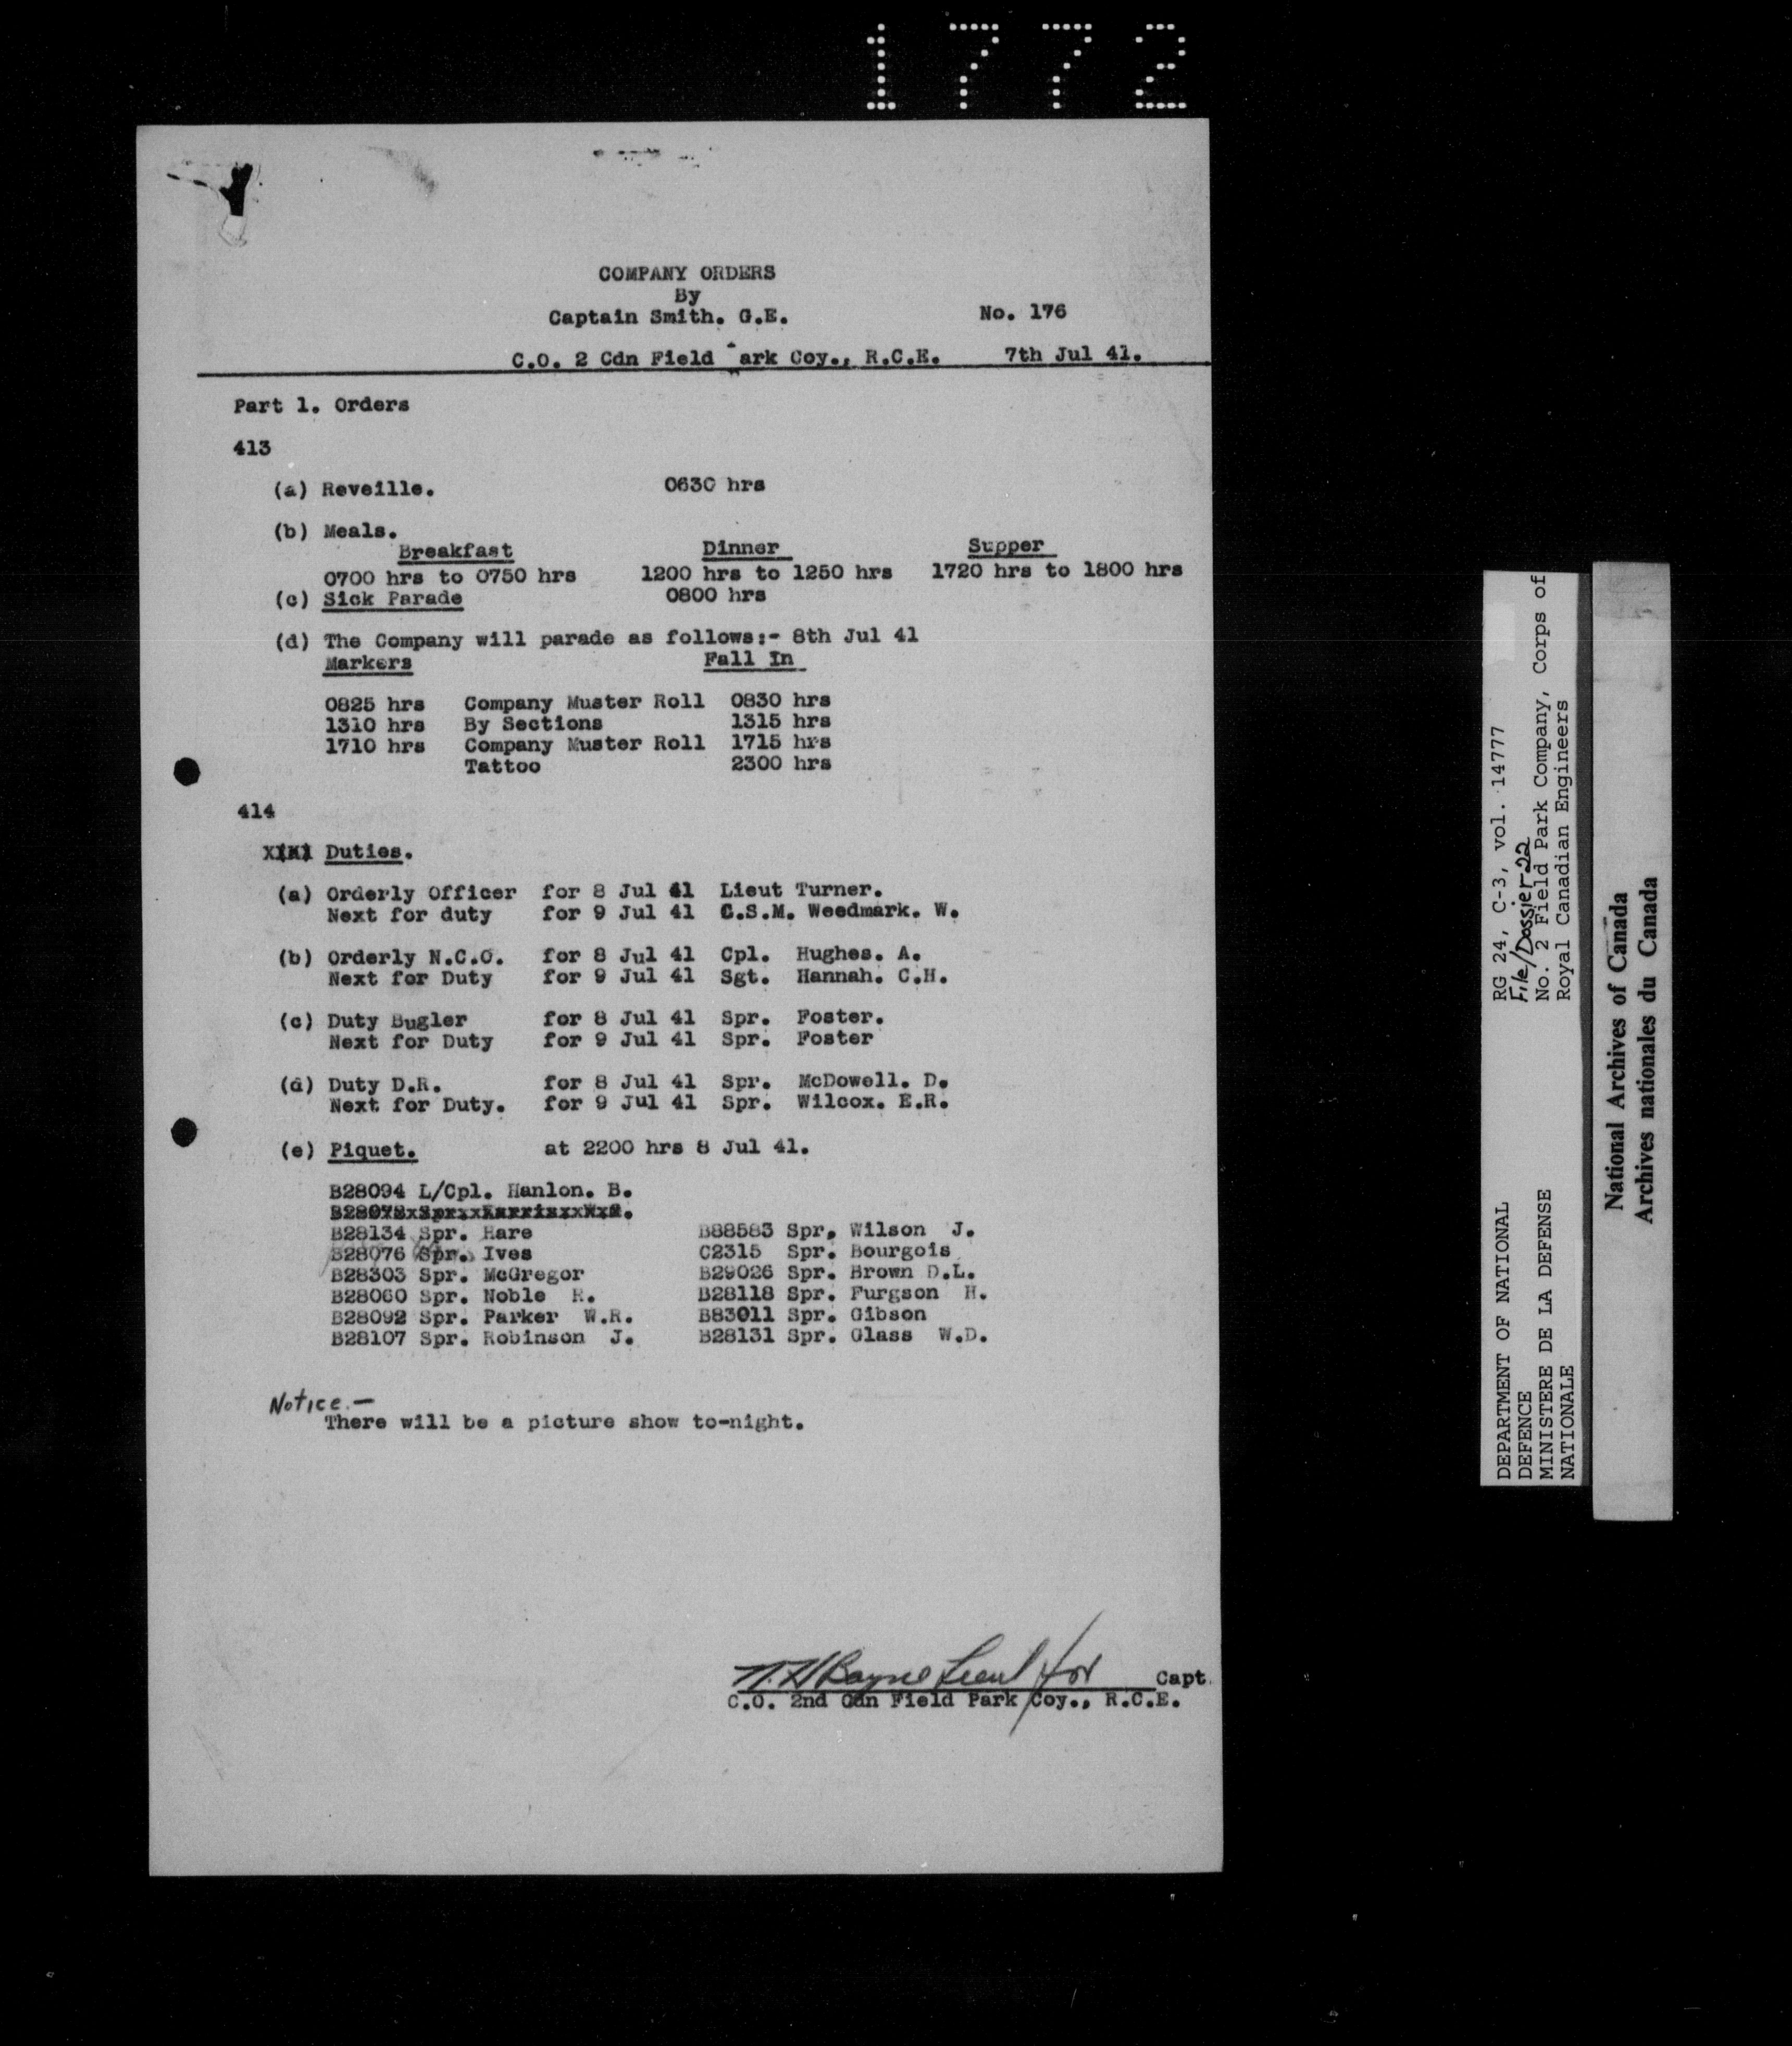 1772
COMPANY ORDERS
By
Captain Smith. G.E. No. 176
C.O. 2 Cdn Field ark Coy., R.C.E. 7th Jul 41.
Part 1. Orders
413
(a) Reveille. 0630 hrs
(b) Meals.
Breakfast Dinner Supper
0700 hrs to 0750 hrs 1200 hrs to 1250 hrs 1720 hrs to 1800 hrs
(c) Sick Parade 0800 hrs
(d) The Company will parade as follows:- 8th Jul 41
Markers Fall In
0825 hrs Company Muster Roll 0830 hrs
1310 hrs By Sections 1315 hrs
1710 hrs Company Muster Roll 1715 hrs
Tattoo 2300 hrs
414
Duties.
(a) Orderly Officer for 8 Jul 41 Lieut Turner.
Next for duty for 9 Jul 41 C.S.M. Weedmark. W.
(b) Orderly N.C.O. for 8 Jul 41 Cpl. Hughes. A.
Next for Duty for 9 Jul 41 Sgt. Hannah. C.H.
(c) Duty Bugler for 8 Jul 41 Spr. Foster.
Next for Duty for 9 Jul 41 Spr. Foster
(d) Duty D.R. for 8 Jul 41 Spr. McDowell. D.
Next for Duty. for 9 Jul 41 Spr. Wilcox. E.R.
(e) Piquet. at 2200 hrs 8 Jul 41.
B28094 L/Cpl. Hanlon. B.
B28134 Spr. Hare B88583 Spr. Wilson J.
B28076 Spr. Ives C2315 Spr. Bourgois
B28303 Spr. McGregor B29026 Spr. Brown D.L.
B28060 Spr. Noble R. B28118 Spr. Furgson H.
B28092 Spr. Parker W.R. B83011 Spr. Gibson
B28107 Spr. Robinson J. B28131 Spr. Glass W.D.
Notice.-
There will be a picture show to-night.
Lieut for Capt.
C.O. 2nd Cdn Field Park Coy., R.C.E.
DEPARTMENT OF NATIONAL RG 24, C-3, vol. 14777
DEFENCE File/Dossier-22
MINISTERE DE LA DEFENSE No. 2 Field Park Company, Corps of
NATIONALE Royal Canadian Engineers
National Archives of Canada
Archives nationales du Canada